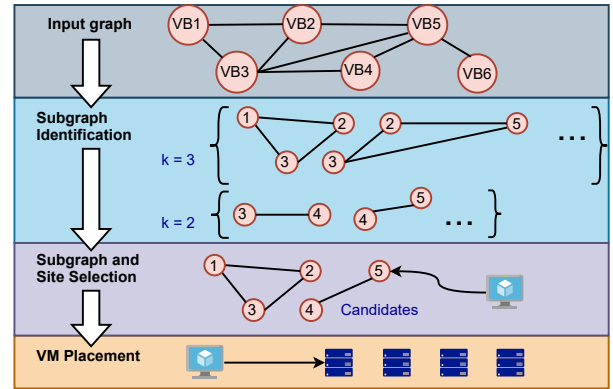 Input graph
VB1
VB2
VB5
VB3
VB4
VB6
Subgraph
Identification
k = 3
1
2
3
2
5
3
...
k = 2
3
4
4
5
...
Subgraph and
Site Selection
1
2
3
5
4
Candidates
VM Placement